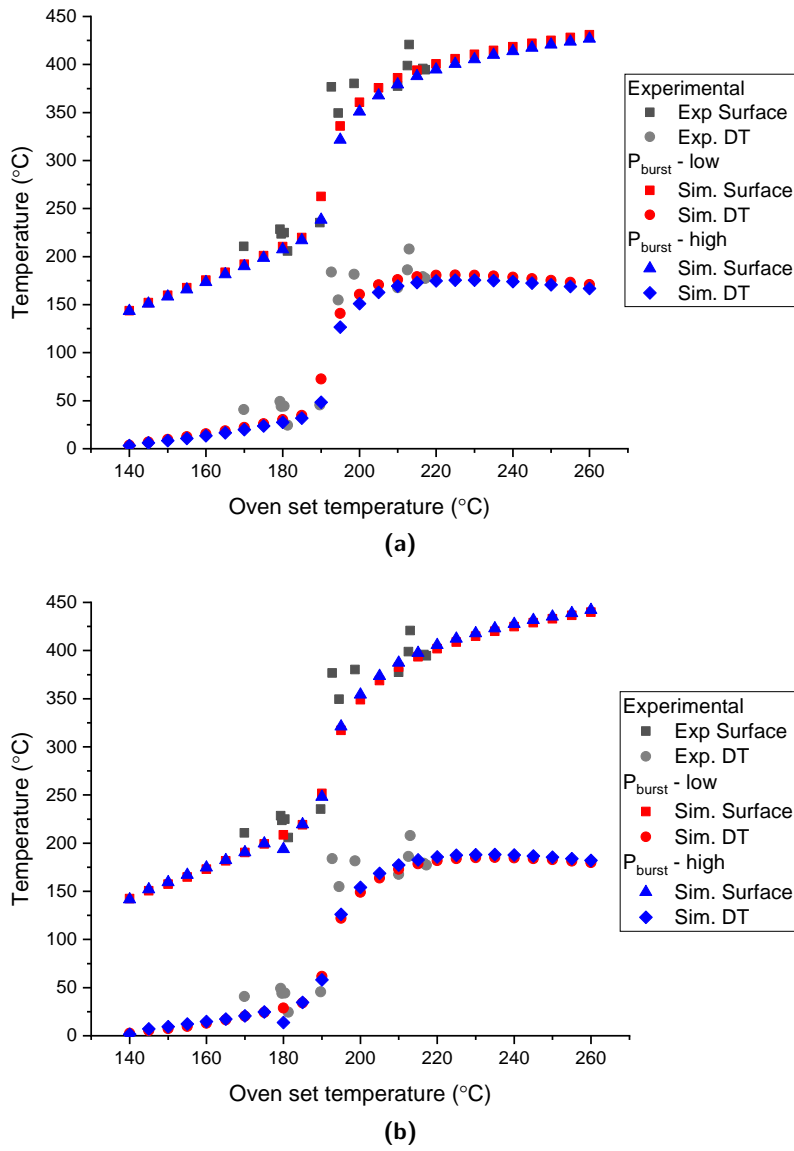 450
400
350
300
250
200
150
100
50
0
Temperature (°C)
140 160 180 200 220 240 260
Oven set temperature (°C)
Experimental
Exp Surface
Exp. DT
P_burst - low
Sim. Surface
Sim. DT
P_burst - high
Sim. Surface
Sim. DT
(a)
450
400
350
300
250
200
150
100
50
0
Temperature (°C)
140 160 180 200 220 240 260
Oven set temperature (°C)
Experimental
Exp Surface
Exp. DT
P_burst - low
Sim. Surface
Sim. DT
P_burst - high
Sim. Surface
Sim. DT
(b)